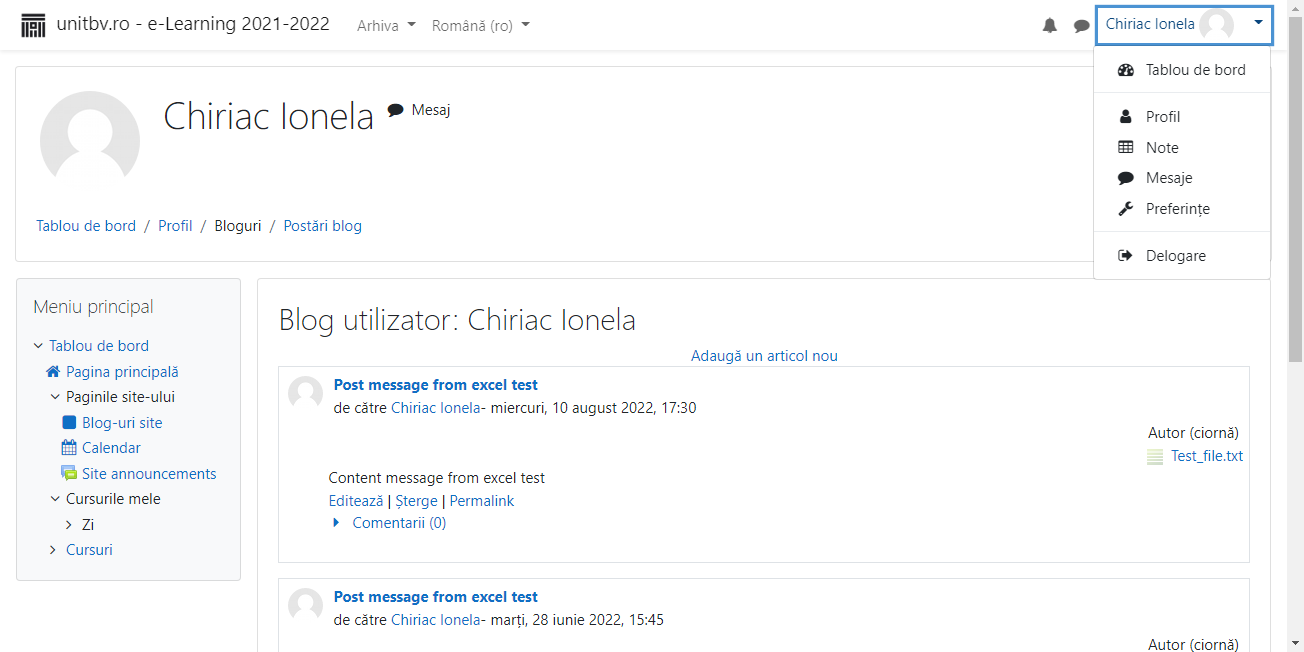 unitbv.ro - e-Learning 2021-2022 Arhiva Română (ro) Chiriac Ionela
Tablou de bord
Profil
Note
Mesaje
Preferințe
Delogare
Chiriac Ionela Mesaj
Tablou de bord / Profil / Bloguri / Postări blog
Meniu principal
Tablou de bord
Pagina principală
Paginile site-ului
Blog-uri site
Calendar
Site announcements
Cursurile mele
Zi
Cursuri
Blog utilizator: Chiriac Ionela
Adaugă un articol nou
Post message from excel test
de către Chiriac Ionela- miercuri, 10 august 2022, 17:30
Autor (ciornă)
Test_file.txt
Content message from excel test
Editează | Șterge | Permalink
Comentarii (0)
Post message from excel test
de către Chiriac Ionela- marți, 28 iunie 2022, 15:45
Autor (ciornă)